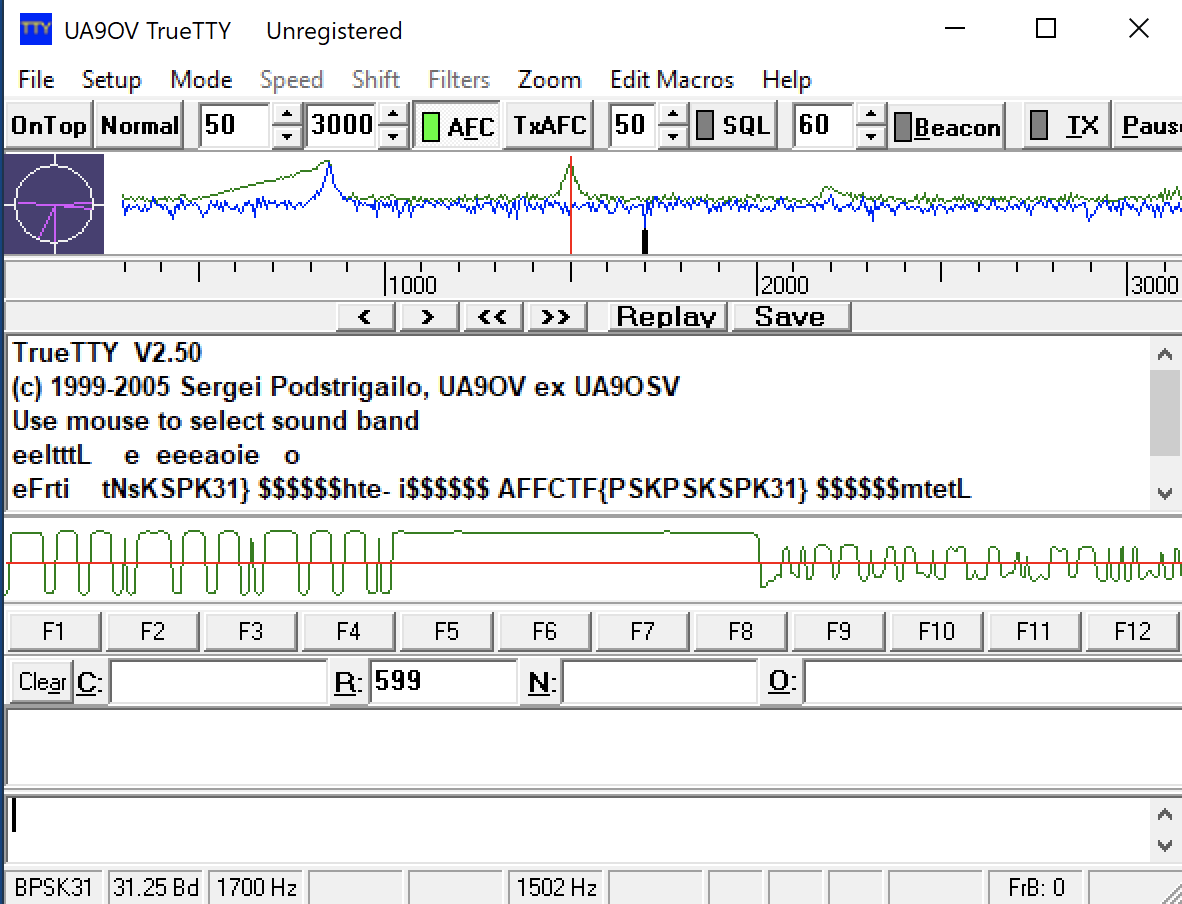 TTY UA9OV TrueTTY Unregistered
File Setup Mode Speed Shift Filters Zoom Edit Macros Help
OnTop Normal 50 3000 AFC TxAFC 50 SQL 60 Beacon TX Paus
1000 2000 3000
< > << >> Replay Save
TrueTTY V2.50
(c) 1999-2005 Sergei Podstrigailo, UA9OV ex UA9OSV
Use mouse to select sound band
eeltttL e eeeaoie o
eFrti tNsKSPK31} $$$$$$hte- i$$$$$$ AFFCTF{PSKPSKSPK31} $$$$$$mtetL
F1 F2 F3 F4 F5 F6 F7 F8 F9 F10 F11 F12
Clear C: R: 599 N: O:
BPSK31 31.25 Bd 1700 Hz 1502 Hz FrB: 0